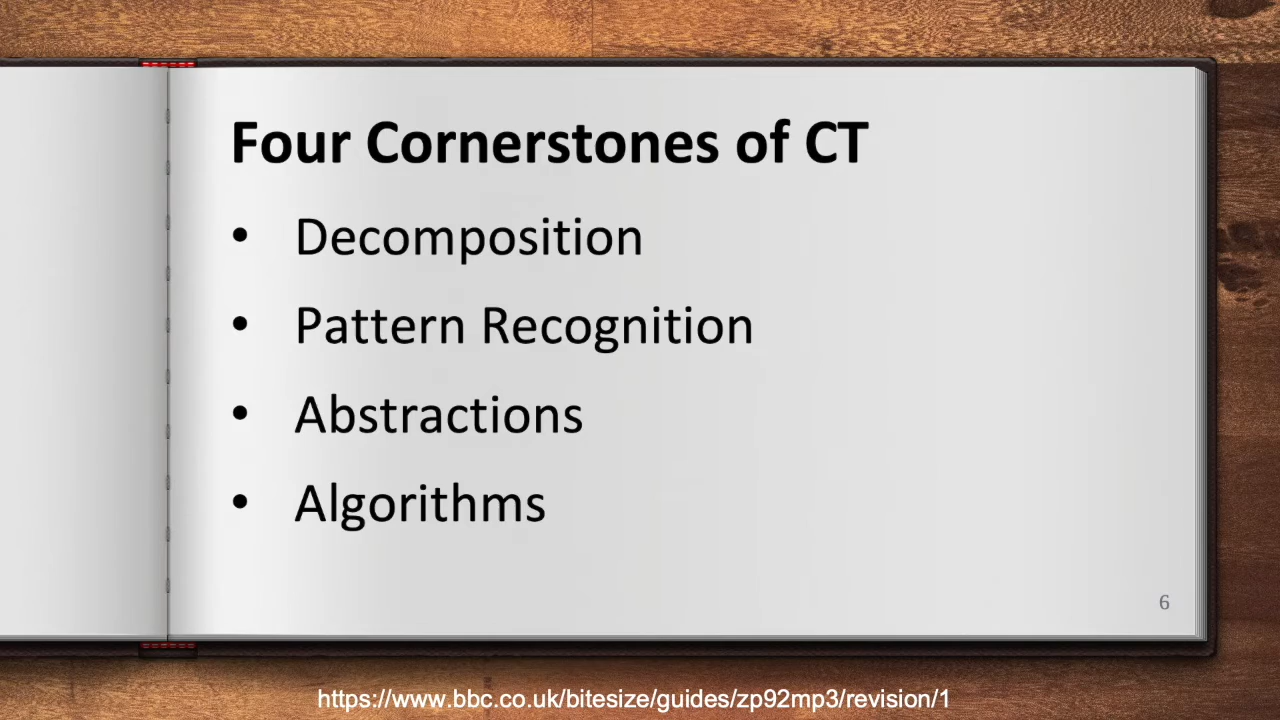 Four Cornerstones of CT
• Decomposition
• Pattern Recognition
• Abstractions
• Algorithms
6
https://www.bbc.co.uk/bitesize/guides/zp92mp3/revision/1